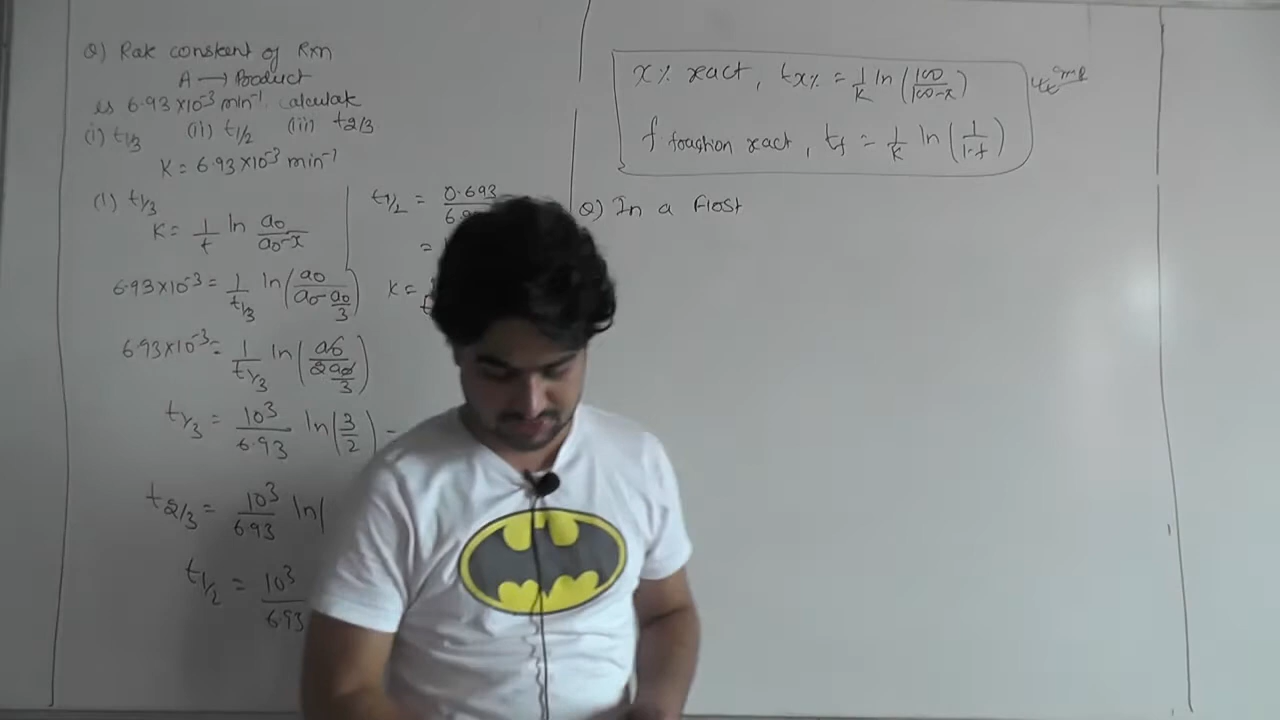 Q) Rate constant of Rxn
A → Product
is 6.93×10⁻³ min⁻¹. calculate
(i) t1/3 (ii) t1/2 (iii) t2/3
K = 6.93×10⁻³ min⁻¹
(1) t1/3
K = 1/t ln a0/(a0-x)
6.93×10⁻³ = 1/t1/3 ln(a0/(a0-a0/3))
6.93×10⁻³ = 1/t1/3 ln(a0/(2a0/3))
t1/3 = 10³/6.93 ln(3/2) =
t2/3 = 10³/6.93 ln(
t1/2 = 10³/6.93
t1/2 = 0.693
=
K =
x% react, tx% = 1/K ln(100/(100-x))
f fraction react, tf = 1/K ln(1/(1-f))
Q) In a First